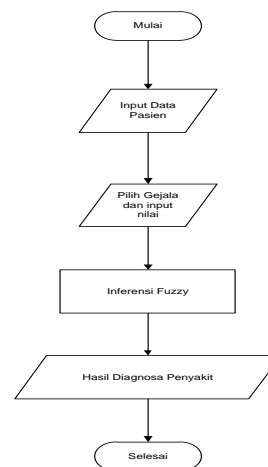 Mulai
Input Data
Pasien
Pilih Gejala
dan input
nilai
Inferensi Fuzzy
Hasil Diagnosa Penyakit
Selesai